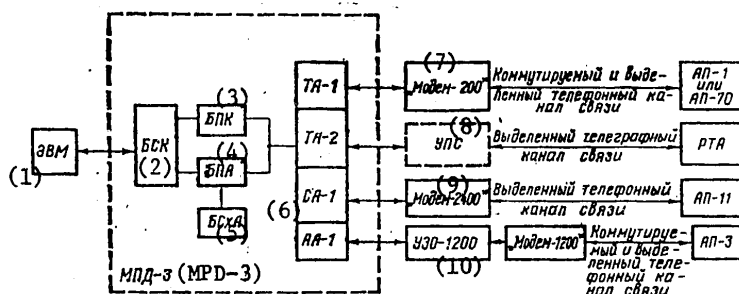 ЭВМ
(1)
БСК
(2)
(3)
БПК
(4)
БПА
БСхА
(5)
(6)
ТА-1
ТА-2
СА-1
АА-1
МПД-3 (MPD-3)
(7)
„Модем-200"
Коммутируемый и выде-
ленный телефонный ка-
нал связи
АП-1
или
АП-70
(8)
УПС
Выделенный телеграфный
канал связи
РТА
(9)
„Модем-2400"
Выделенный телефонный
канал связи
АП-11
УЗО-1200
(10)
„Модем-1200"
Коммутируе-
мый и выде-
ленный теле-
фонный ка-
нал связи
АП-3